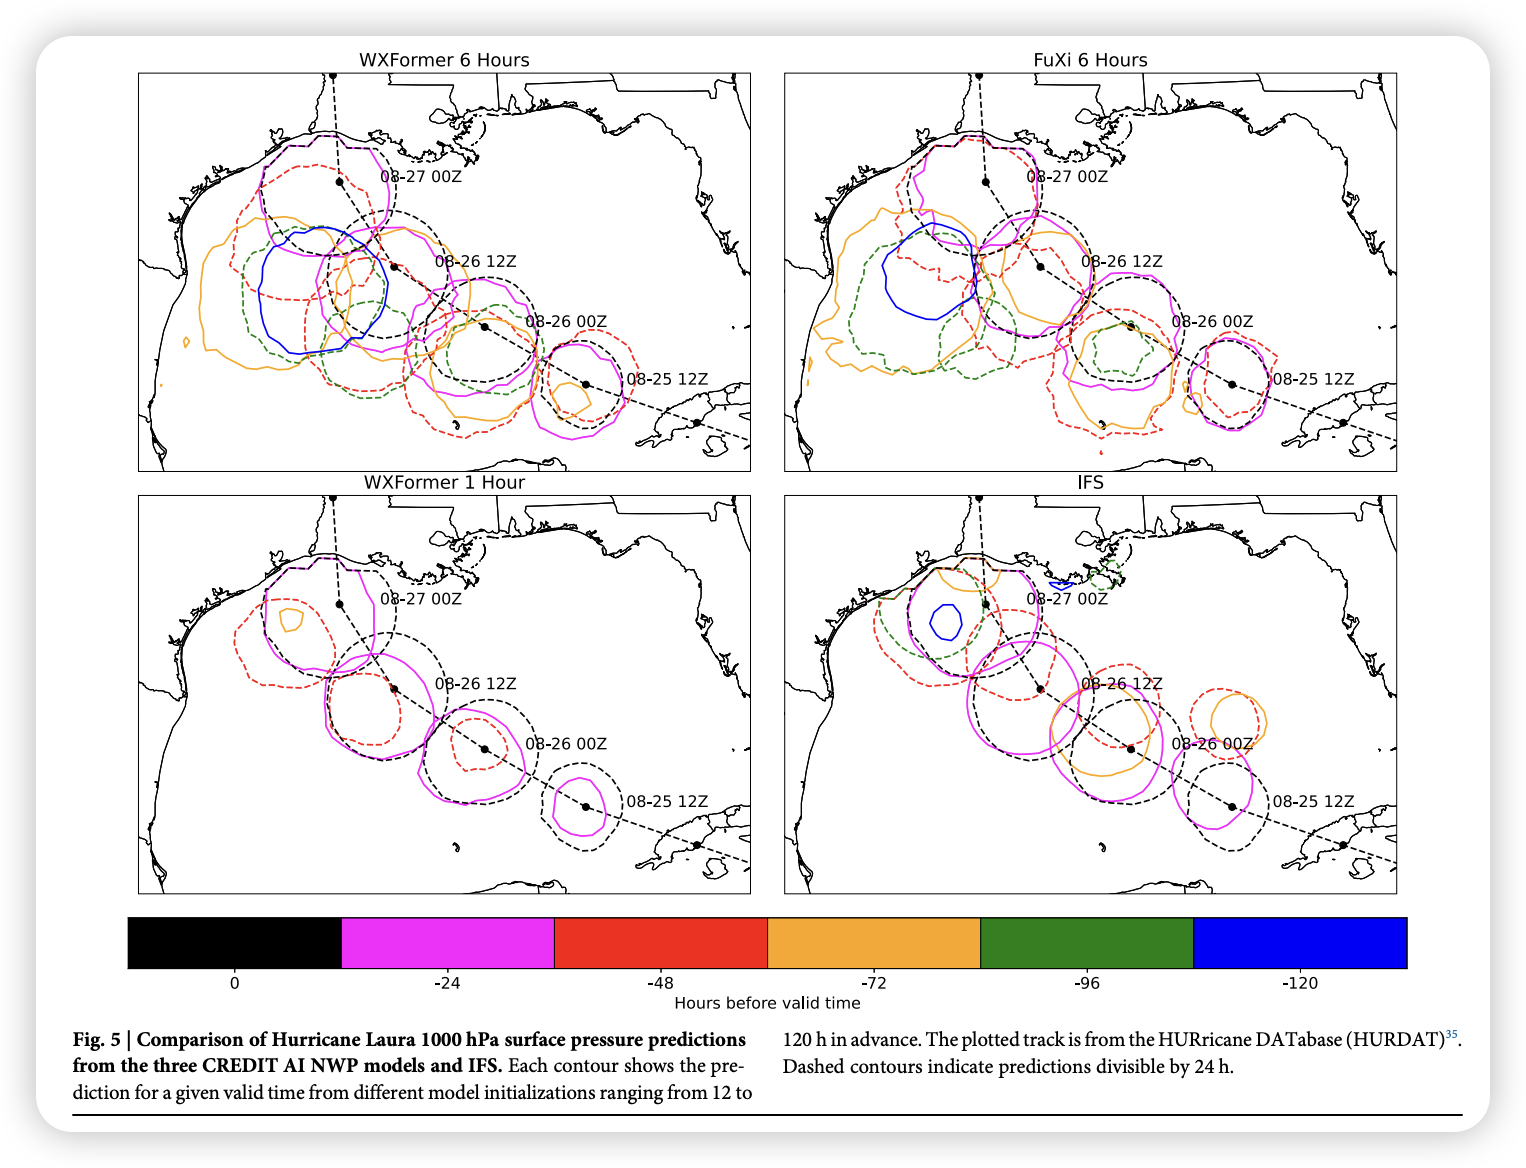 WXFormer 6 Hours
08-27 00Z
08-26 12Z
08-26 00Z
08-25 12Z
FuXi 6 Hours
08-27 00Z
08-26 12Z
08-26 00Z
08-25 12Z
WXFormer 1 Hour
08-27 00Z
08-26 12Z
08-26 00Z
08-25 12Z
IFS
08-27 00Z
08-26 12Z
08-26 00Z
08-25 12Z
0 -24 -48 -72 -96 -120
Hours before valid time
Fig. 5 | Comparison of Hurricane Laura 1000 hPa surface pressure predictions
from the three CREDIT AI NWP models and IFS. Each contour shows the pre-
diction for a given valid time from different model initializations ranging from 12 to
120 h in advance. The plotted track is from the HURricane DATabase (HURDAT)35.
Dashed contours indicate predictions divisible by 24 h.